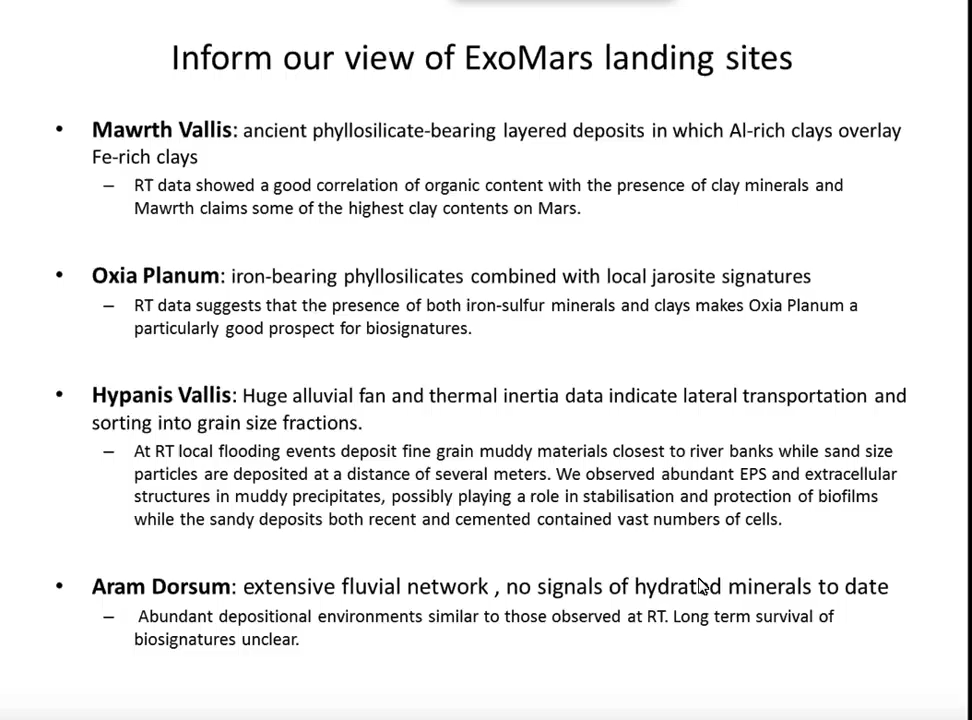 Inform our view of ExoMars landing sites
• Mawrth Vallis: ancient phyllosilicate-bearing layered deposits in which Al-rich clays overlay
Fe-rich clays
– RT data showed a good correlation of organic content with the presence of clay minerals and
Mawrth claims some of the highest clay contents on Mars.
• Oxia Planum: iron-bearing phyllosilicates combined with local jarosite signatures
– RT data suggests that the presence of both iron-sulfur minerals and clays makes Oxia Planum a
particularly good prospect for biosignatures.
• Hypanis Vallis: Huge alluvial fan and thermal inertia data indicate lateral transportation and
sorting into grain size fractions.
– At RT local flooding events deposit fine grain muddy materials closest to river banks while sand size
particles are deposited at a distance of several meters. We observed abundant EPS and extracellular
structures in muddy precipitates, possibly playing a role in stabilisation and protection of biofilms
while the sandy deposits both recent and cemented contained vast numbers of cells.
• Aram Dorsum: extensive fluvial network , no signals of hydrated minerals to date
– Abundant depositional environments similar to those observed at RT. Long term survival of
biosignatures unclear.